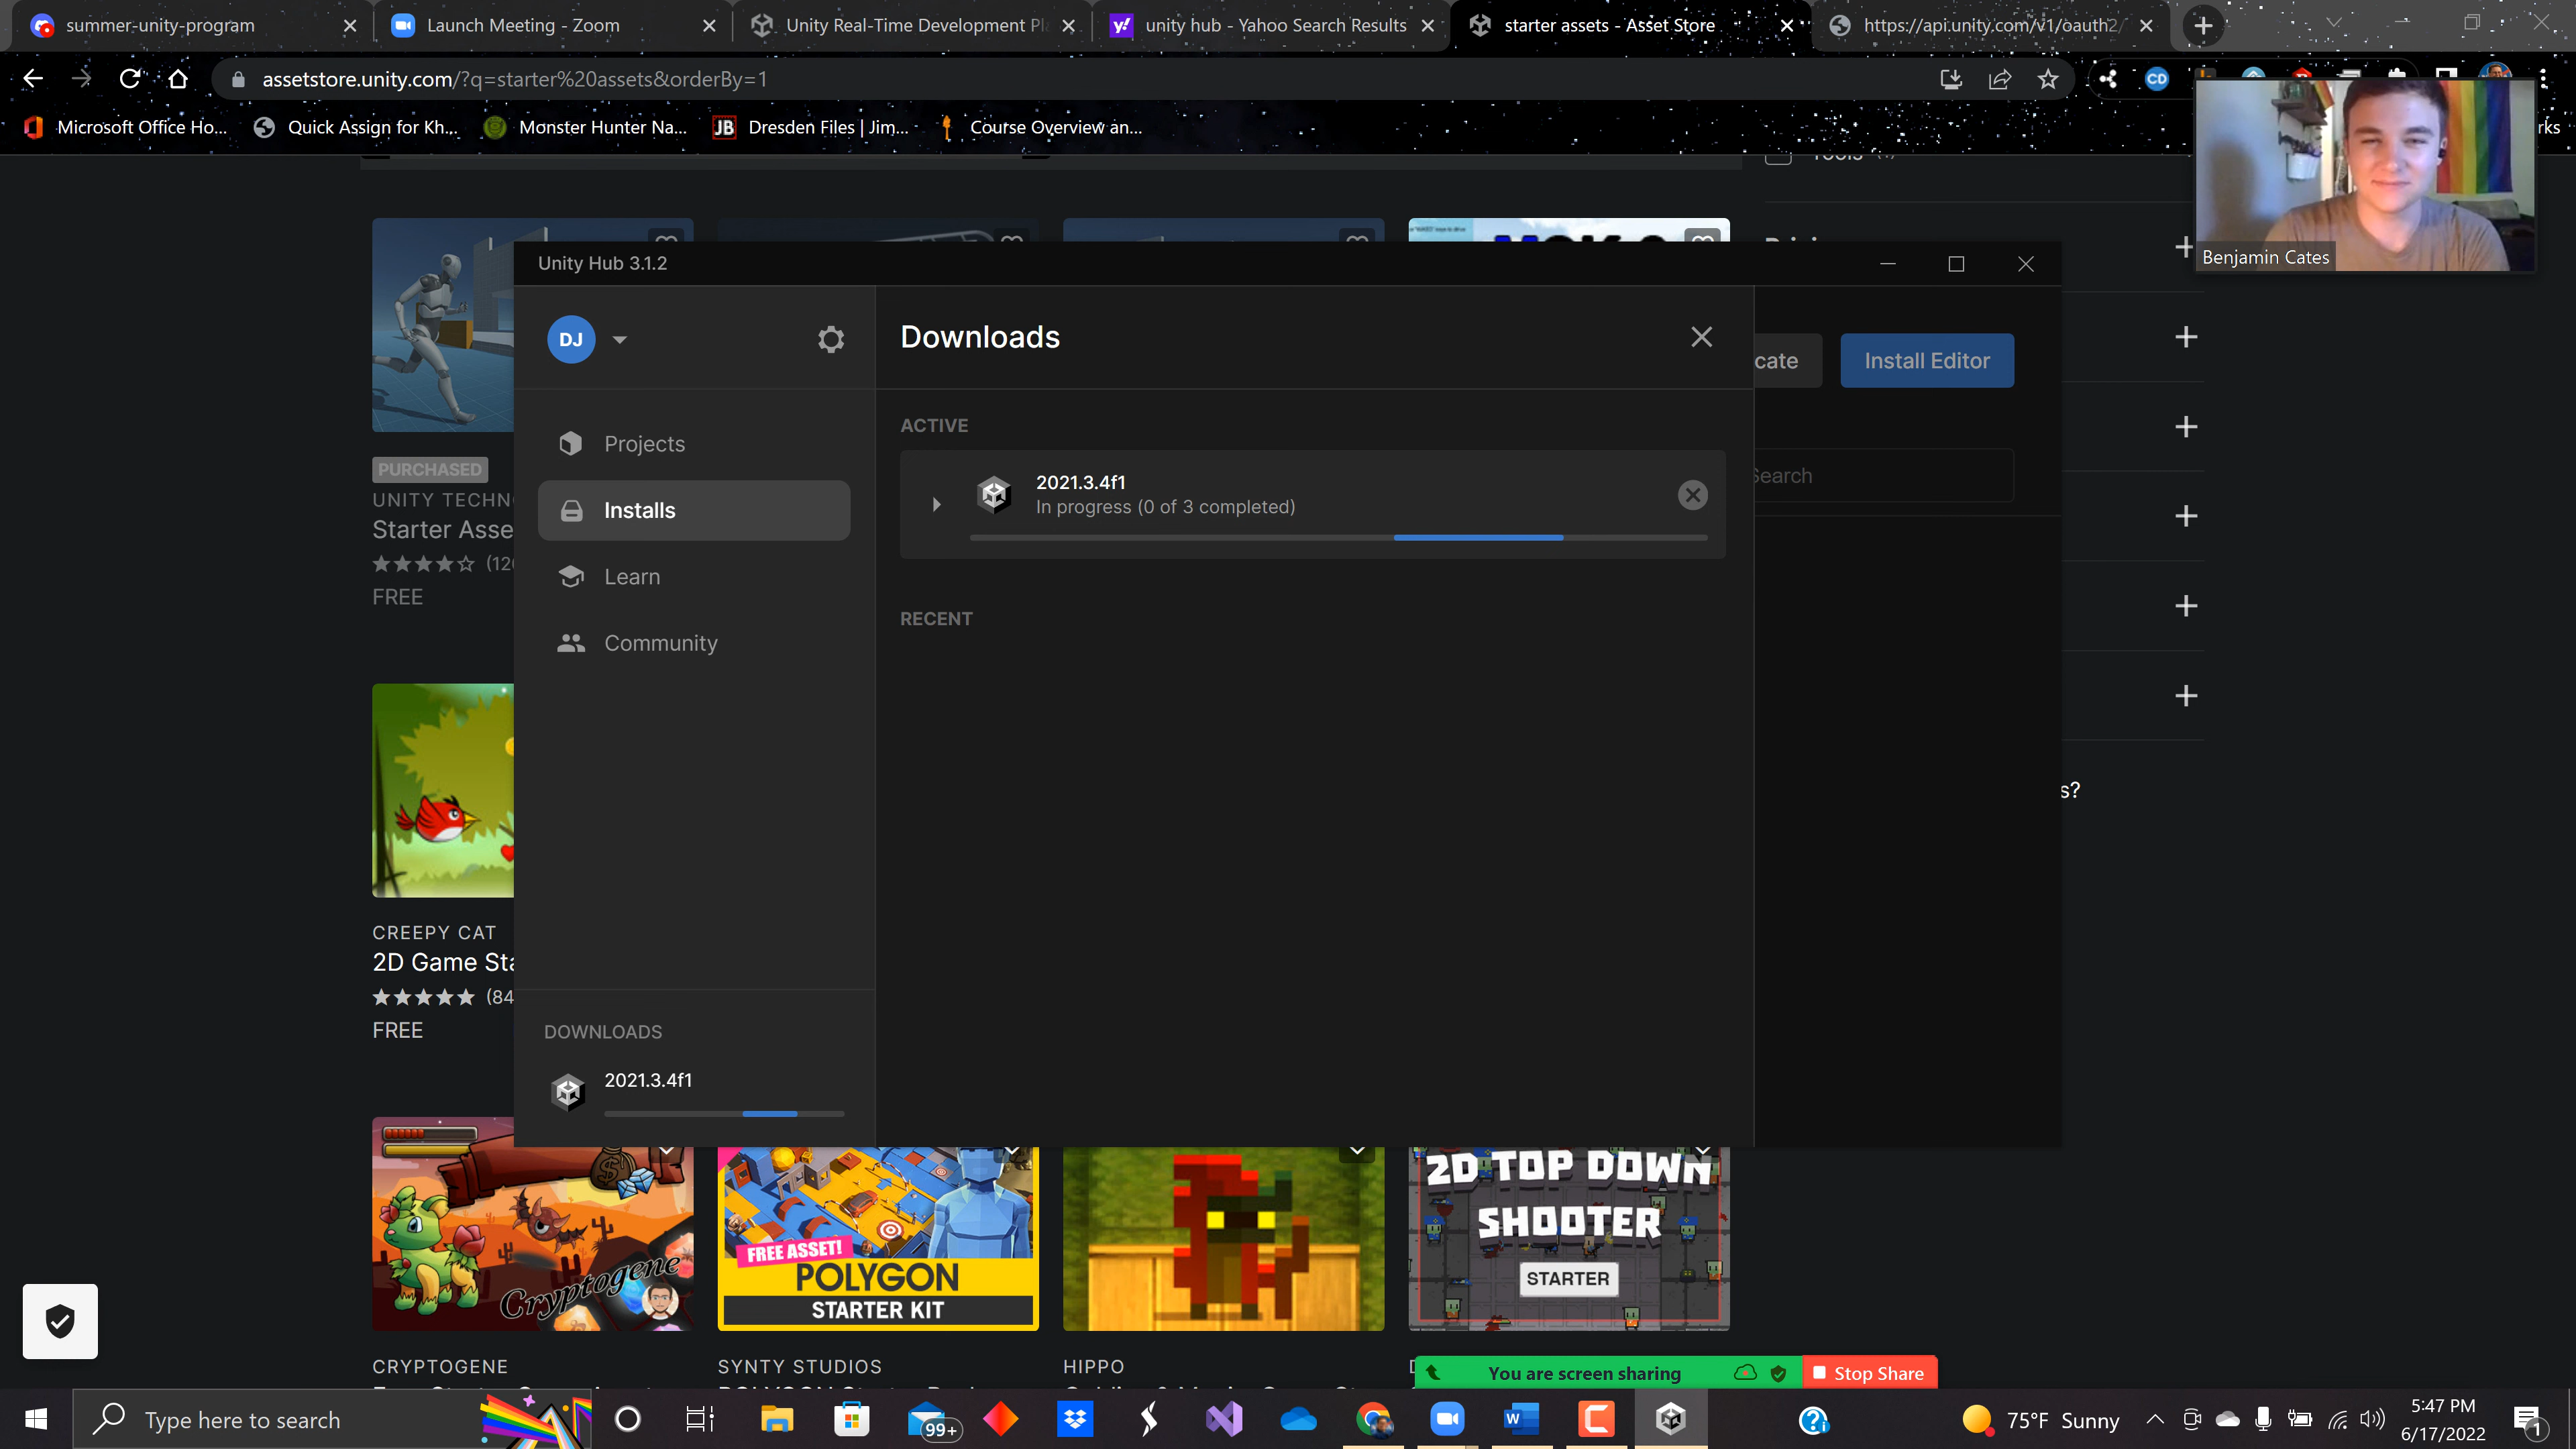 summer-unity-program
Launch Meeting - Zoom
Unity Real-Time Development Pl
unity hub - Yahoo Search Results
starter assets - Asset Store
https://api.unity.com/v1/oauth2/
assetstore.unity.com/?q=starter%20assets&orderBy=1
CD
Microsoft Office Ho...
Quick Assign for Kh...
Monster Hunter Na...
JB Dresden Files | Jim...
Course Overview an...
rks
Benjamin Cates
Unity Hub 3.1.2
DJ
Downloads
cate
Install Editor
ACTIVE
Projects
PURCHASED
2021.3.4f1
Search
UNITY TECHN
Installs
In progress (0 of 3 completed)
Starter Asse
(120
Learn
FREE
RECENT
Community
s?
CREEPY CAT
2D Game Sta
(84
FREE
DOWNLOADS
2021.3.4f1
Cryptogene
FREE ASSET!
POLYGON
STARTER KIT
2D TOP DOWN
SHOOTER
STARTER
CRYPTOGENE
SYNTY STUDIOS
HIPPO
You are screen sharing
Stop Share
Type here to search
99+
75°F Sunny
5:47 PM
6/17/2022
1